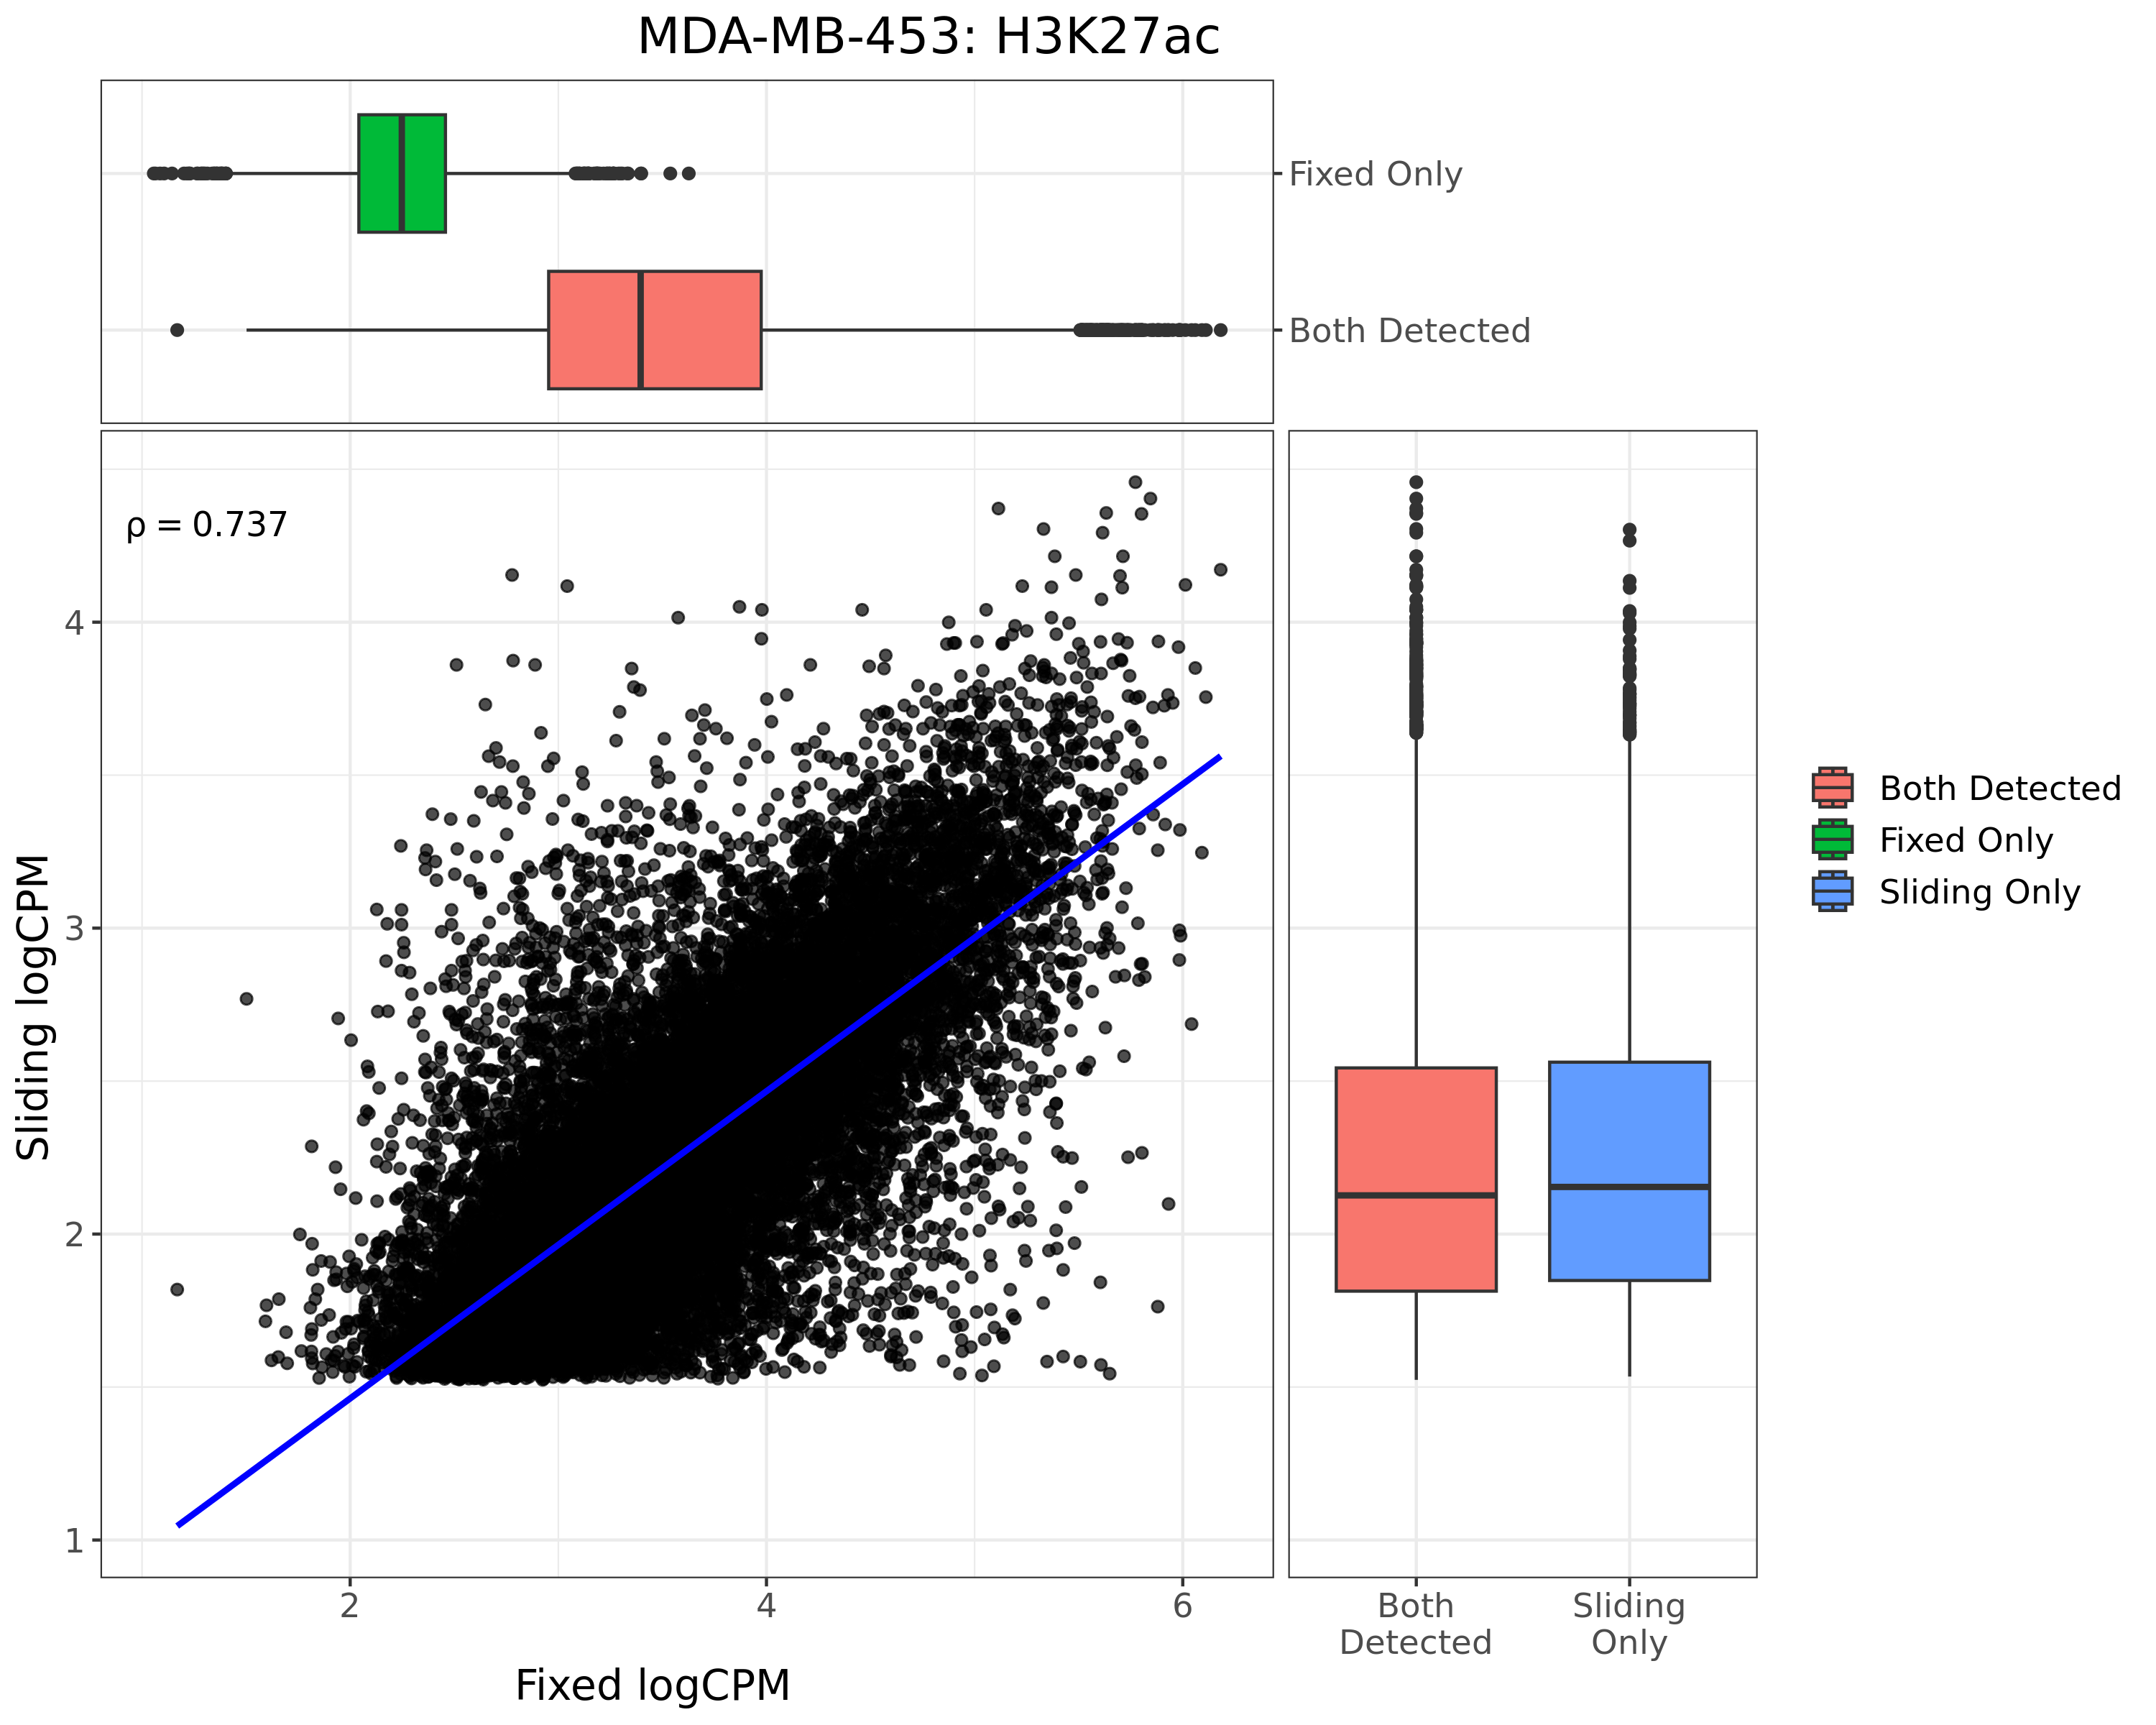 MDA-MB-453: H3K27ac
Fixed Only
Both Detected
ρ = 0.737
4
3
2
1
Sliding logCPM
2 4 6
Fixed logCPM
Both Detected
Sliding Only
Both Detected
Fixed Only
Sliding Only